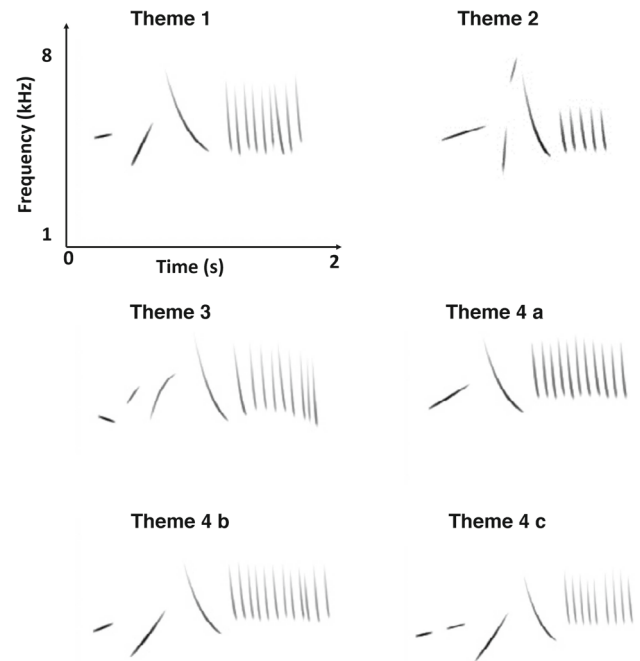 Theme 1
Theme 2
8
Frequency (kHz)
1
0
Time (s)
2
Theme 3
Theme 4 a
Theme 4 b
Theme 4 c